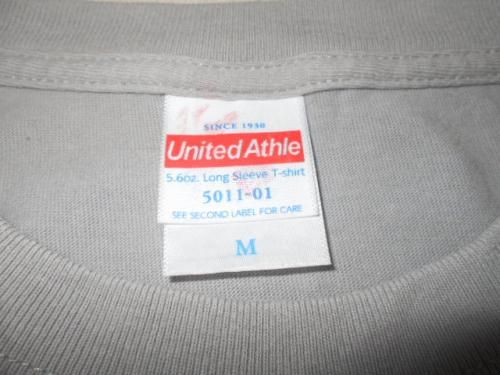 SINCE 1950
United Athle
5.6oz. Long Sleeve T-shirt
5011-01
SEE SECOND LABEL FOR CARE
M